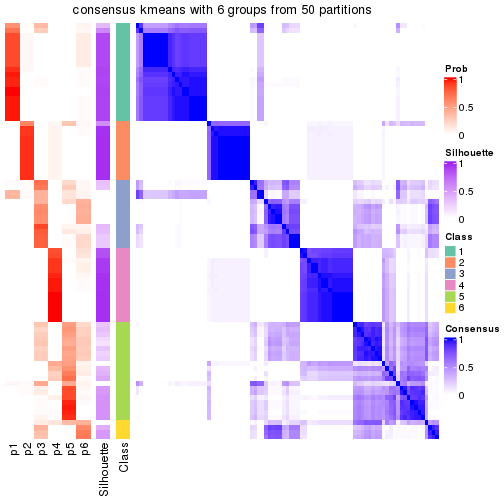 consensus kmeans with 6 groups from 50 partitions
Prob
1
0.5
0
Silhouette
1
0.5
0
Class
1
2
3
4
5
6
Consensus
1
0.5
0
p1
p2
p3
p4
p5
p6
Silhouette
Class